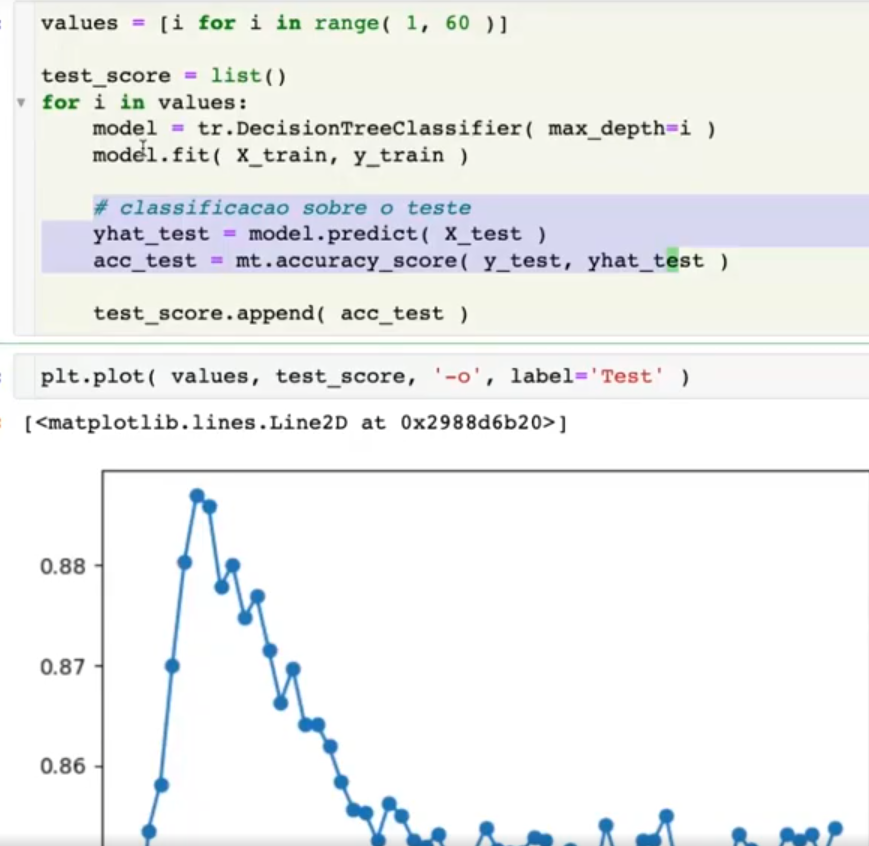 values = [i for i in range( 1, 60 )]
test_score = list()
for i in values:
model = tr.DecisionTreeClassifier( max_depth=i )
model.fit( X_train, y_train )
# classificacao sobre o teste
yhat_test = model.predict( X_test )
acc_test = mt.accuracy_score( y_test, yhat_test )
test_score.append( acc_test )
plt.plot( values, test_score, '-o', label='Test' )
[<matplotlib.lines.Line2D at 0x2988d6b20>]
0.88
0.87
0.86